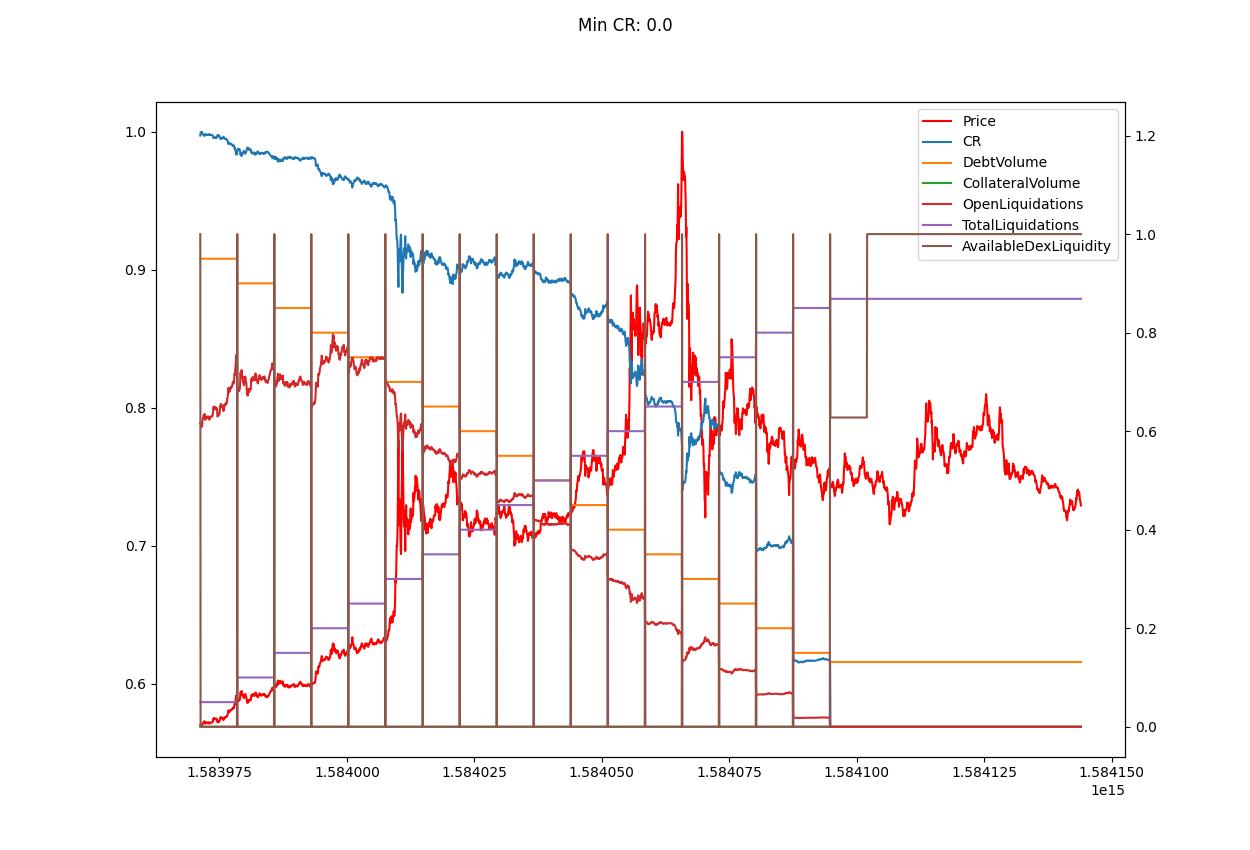 Min CR: 0.0
Price
CR
DebtVolume
CollateralVolume
OpenLiquidations
TotalLiquidations
AvailableDexLiquidity
1.0
0.9
0.8
0.7
0.6
1.2
1.0
0.8
0.6
0.4
0.2
0.0
1.583975 1.584000 1.584025 1.584050 1.584075 1.584100 1.584125 1.584150
1e15